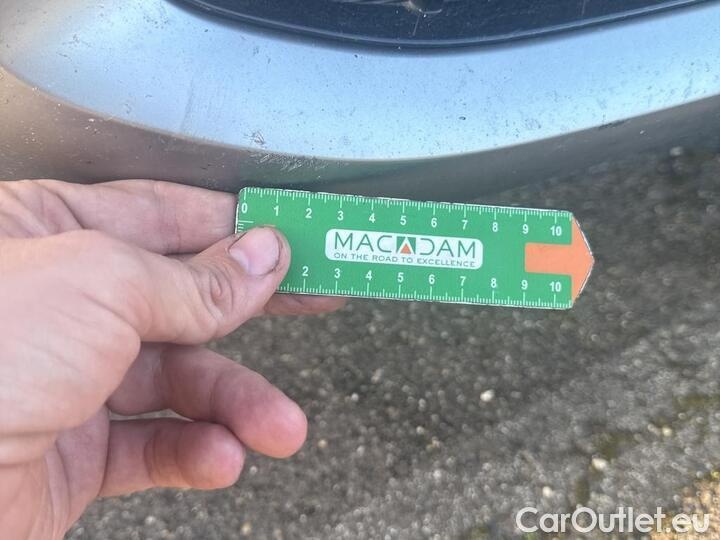 0 1 2 3 4 5 6 7 8 9 10
MACADAM
ON THE ROAD TO EXCELLENCE
2 3 4 5 6 7 8 9 10
CarOutlet.eu